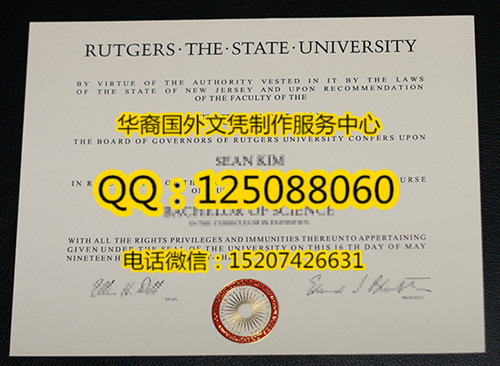 RUTGERS·THE STATE UNIVERSITY
BY VIRTUE OF THE AUTHORITY VESTED IN IT BY THE LAWS
OF THE STATE OF NEW JERSEY AND UPON RECOMMENDATION
OF THE FACULTY OF THE
华裔国外文凭制作服务中心
THE BOARD OF GOVERNORS OF RUTGERS UNIVERSITY CONFERS UPON
SEAN KIM
QQ：125088060
BACHELOR OF SCIENCE
WITH ALL THE RIGHTS PRIVILEGES AND IMMUNITIES THERETO APPERTAINING
GIVEN UNDER THE SEAL OF THE UNIVERSITY ON THIS 16 TH DAY OF MAY
NINETEEN
电话微信：15207426631
DEAN
PRESIDENT